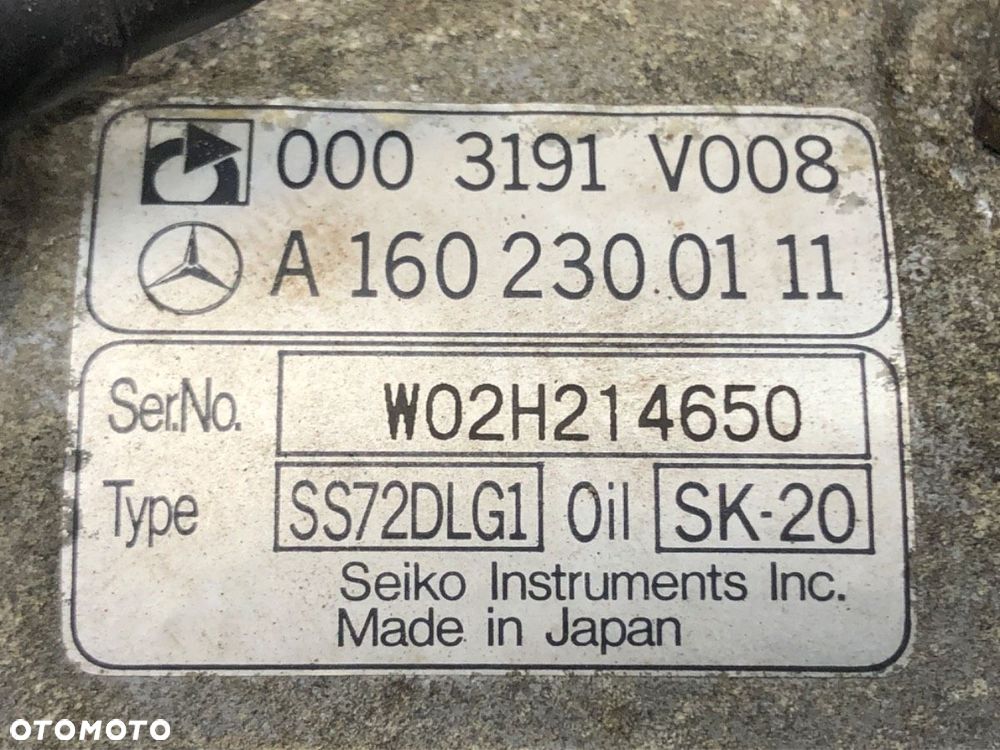 000 3191 V008
A 160 230 01 11
Ser.No. W02H214650
Type SS72DLG1 Oil SK-20
Seiko Instruments Inc.
Made in Japan
OTOMOTO